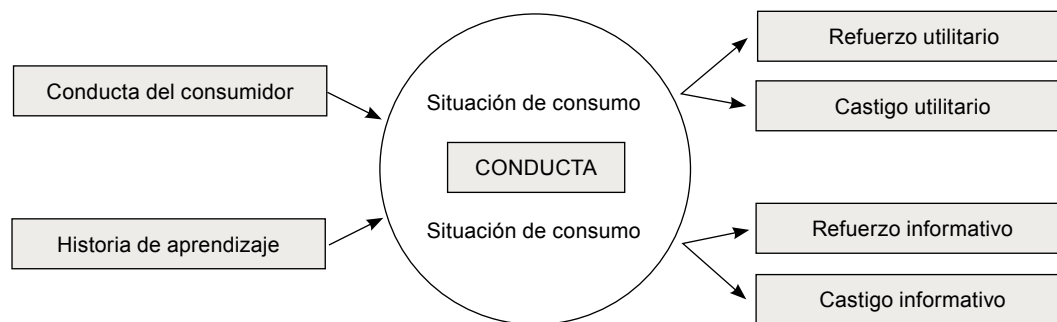 Refuerzo utilitario
Conducta del consumidor
Situación de consumo
Castigo utilitario
CONDUCTA
Historia de aprendizaje
Situación de consumo
Refuerzo informativo
Castigo informativo